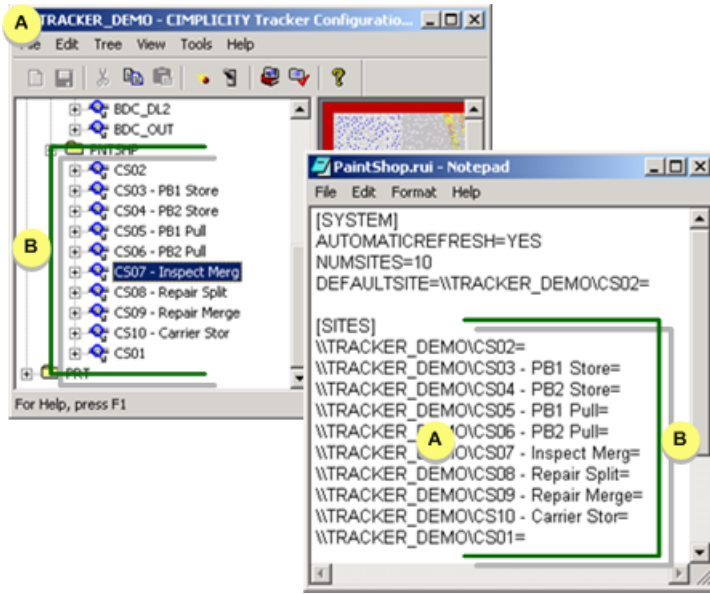 A
TRACKER_DEMO - CIMPLICITY Tracker Configuratio...
File Edit Tree View Tools Help
BDC_DL2
BDC_OUT
PNTSHP
CS02
CS03 - PB1 Store
CS04 - PB2 Store
CS05 - PB1 Pull
CS06 - PB2 Pull
B
CS07 - Inspect Merg
CS08 - Repair Split
CS09 - Repair Merge
CS10 - Carrier Stor
CS01
PRT
For Help, press F1
PaintShop.rui - Notepad
File Edit Format Help
[SYSTEM]
AUTOMATICREFRESH=YES
NUMSITES=10
DEFAULTSITE=\\TRACKER_DEMO\CS02=
[SITES]
\\TRACKER_DEMO\CS02=
\\TRACKER_DEMO\CS03 - PB1 Store=
\\TRACKER_DEMO\CS04 - PB2 Store=
\\TRACKER_DEMO\CS05 - PB1 Pull=
\\TRACKER_DEMO\CS06 - PB2 Pull=
A
B
\\TRACKER_DEMO\CS07 - Inspect Merg=
\\TRACKER_DEMO\CS08 - Repair Split=
\\TRACKER_DEMO\CS09 - Repair Merge=
\\TRACKER_DEMO\CS10 - Carrier Stor=
\\TRACKER_DEMO\CS01=